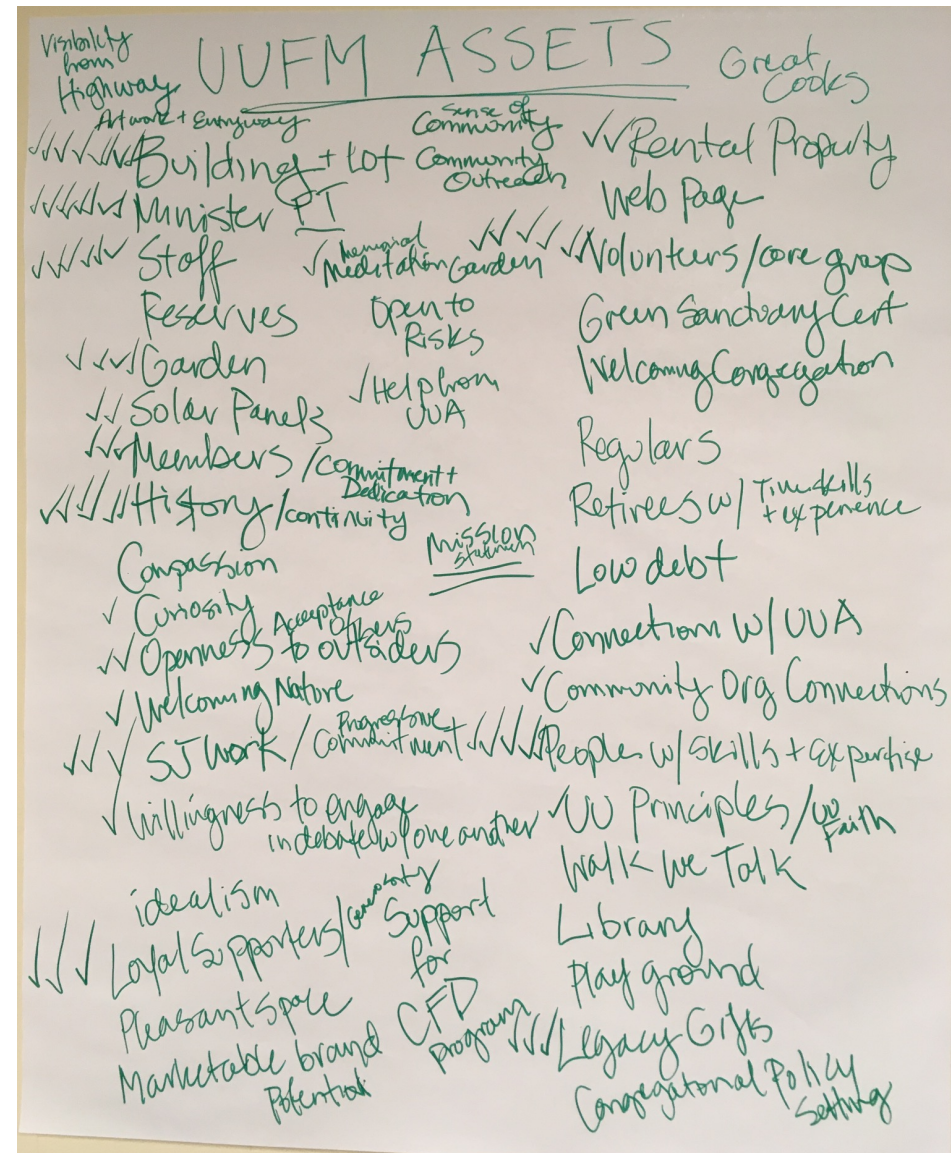 Visibility
from
Highway
UUFM ASSETS
Great
Cooks
Artwork + Entryway
✓✓✓✓✓✓ Building + Lot
✓✓✓✓✓✓ Minister PT
✓✓✓✓✓ Staff
Reserves
✓✓✓ Garden
✓✓ Solar Panels
✓✓✓ Members / Commitment +
Dedication
✓✓✓✓✓ History / continuity
Compassion
✓ Curiosity
Acceptance
Others
✓✓ Openness to outsiders
✓ Welcoming Nature
✓✓✓ SJ Work / Progressive
Commitment
✓ Willingness to engage
in debate w/ one another
idealism
✓✓✓ Loyal Supporters / Generosity
Pleasant space
Marketable brand
Potential
Sense of
Community
Community
Outreach
Memorial
✓ Meditation Garden
Open to
Risks
✓ Help from
UUA
Mission
Statement
Support
for
CFD
Program
✓✓ Rental Property
Web Page
✓✓✓✓✓ Volunteers / core group
Green Sanctuary Cert
Welcoming Congregation
Regulars
Retirees w/ Time skills
+ experience
Low debt
✓ Connection w/ UUA
✓ Community Org Connections
✓✓✓✓ Peoples w/ Skills + Expertise
✓ UU Principles / UU
Faith
Walk We Talk
Library
Play ground
✓✓✓ Legacy Gifts
Congregational Policy
Setting